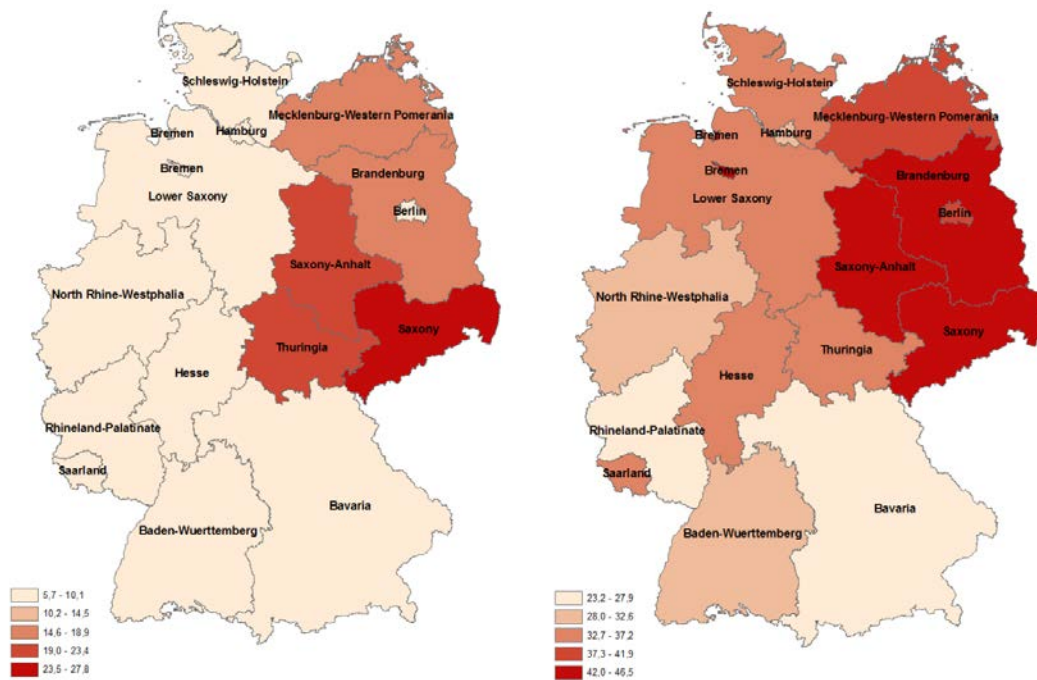 Schleswig-Holstein
Mecklenburg-Western Pomerania
Hamburg
Bremen
Bremen
Brandenburg
Lower Saxony
Berlin
Saxony-Anhalt
North Rhine-Westphalia
Saxony
Thuringia
Hesse
Rhineland-Palatinate
Saarland
Bavaria
Baden-Wuerttemberg
5,7 - 10,1
10,2 - 14,5
14,6 - 18,9
19,0 - 23,4
23,5 - 27,8
Schleswig-Holstein
Mecklenburg-Western Pomerania
Hamburg
Bremen
Bremen
Brandenburg
Lower Saxony
Berlin
Saxony-Anhalt
North Rhine-Westphalia
Saxony
Thuringia
Hesse
Rhineland-Palatinate
Saarland
Bavaria
Baden-Wuerttemberg
23,2 - 27,9
28,0 - 32,6
32,7 - 37,2
37,3 - 41,9
42,0 - 46,5